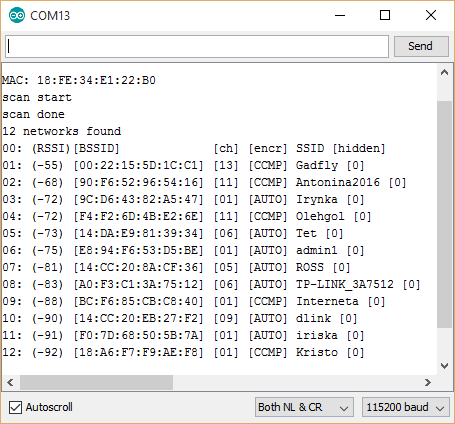 COM13
Send
MAC: 18:FE:34:E1:22:B0
scan start
scan done
12 networks found
00: (RSSI)[BSSID] [ch] [encr] SSID [hidden]
01: (-55) [00:22:15:5D:1C:C1] [13] [CCMP] Gadfly [0]
02: (-68) [90:F6:52:96:54:16] [11] [CCMP] Antonina2016 [0]
03: (-72) [9C:D6:43:82:A5:47] [01] [AUTO] Irynka [0]
04: (-72) [F4:F2:6D:4B:E2:6E] [11] [CCMP] Olehgol [0]
05: (-73) [14:DA:E9:81:39:34] [06] [AUTO] Tet [0]
06: (-75) [E8:94:F6:53:D5:BE] [01] [AUTO] admin1 [0]
07: (-81) [14:CC:20:8A:CF:36] [05] [AUTO] ROSS [0]
08: (-83) [A0:F3:C1:3A:75:12] [06] [AUTO] TP-LINK_3A7512 [0]
09: (-88) [BC:F6:85:CB:C8:40] [01] [CCMP] Interneta [0]
10: (-90) [14:CC:20:EB:27:F2] [09] [AUTO] dlink [0]
11: (-91) [F0:7D:68:50:5B:7A] [01] [AUTO] iriska [0]
12: (-92) [18:A6:F7:F9:AE:F8] [01] [CCMP] Kristo [0]
Autoscroll
Both NL & CR
115200 baud